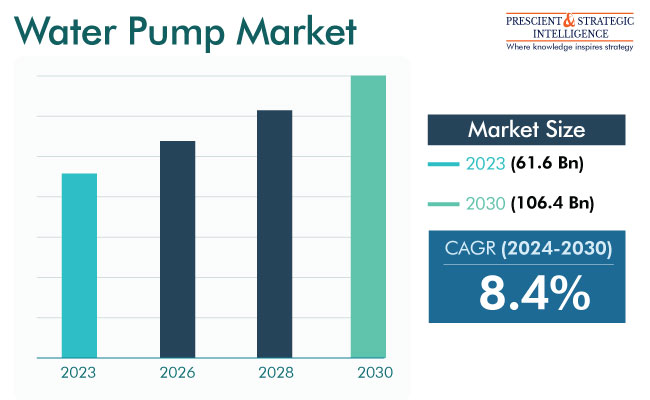 Water Pump Market
PRESCIENT & STRATEGIC
INTELLIGENCE
Where knowledge inspires strategy
Market Size
2023 (61.6 Bn)
2030 (106.4 Bn)
CAGR (2024-2030)
8.4%
2023 2026 2028 2030